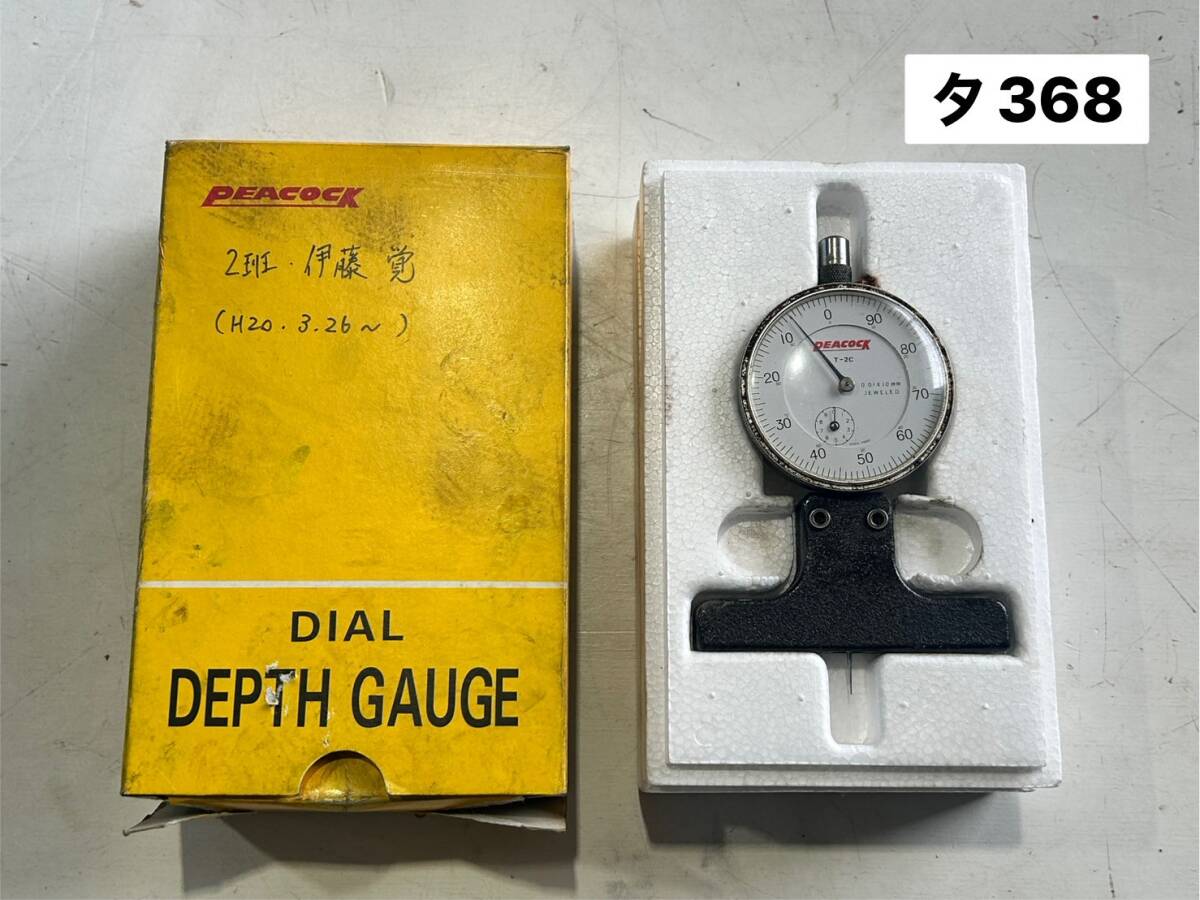 タ368
PEACOCK
2班・伊藤 覚
(H20.3.26~)
DIAL
DEPTH GAUGE
0
90
10
80
20
70
30
60
40
50
PEACOCK
T-2C
0.01×10mm
JEWELED